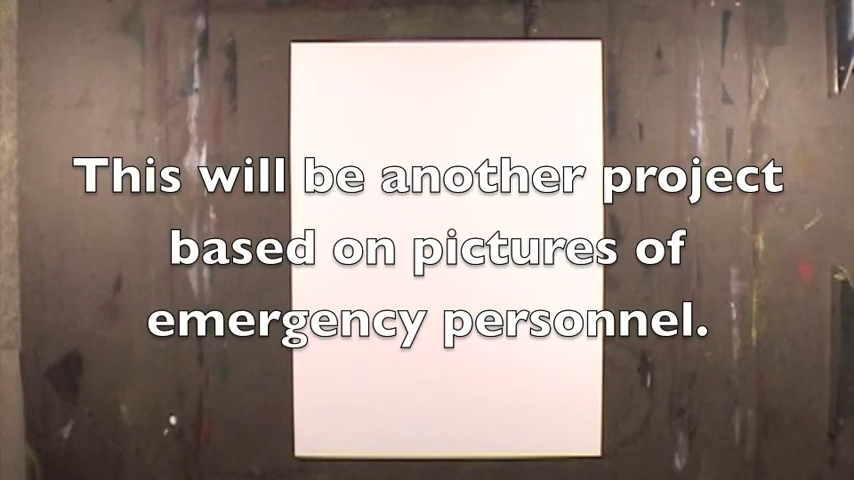 This will be another project
based on pictures of
emergency personnel.